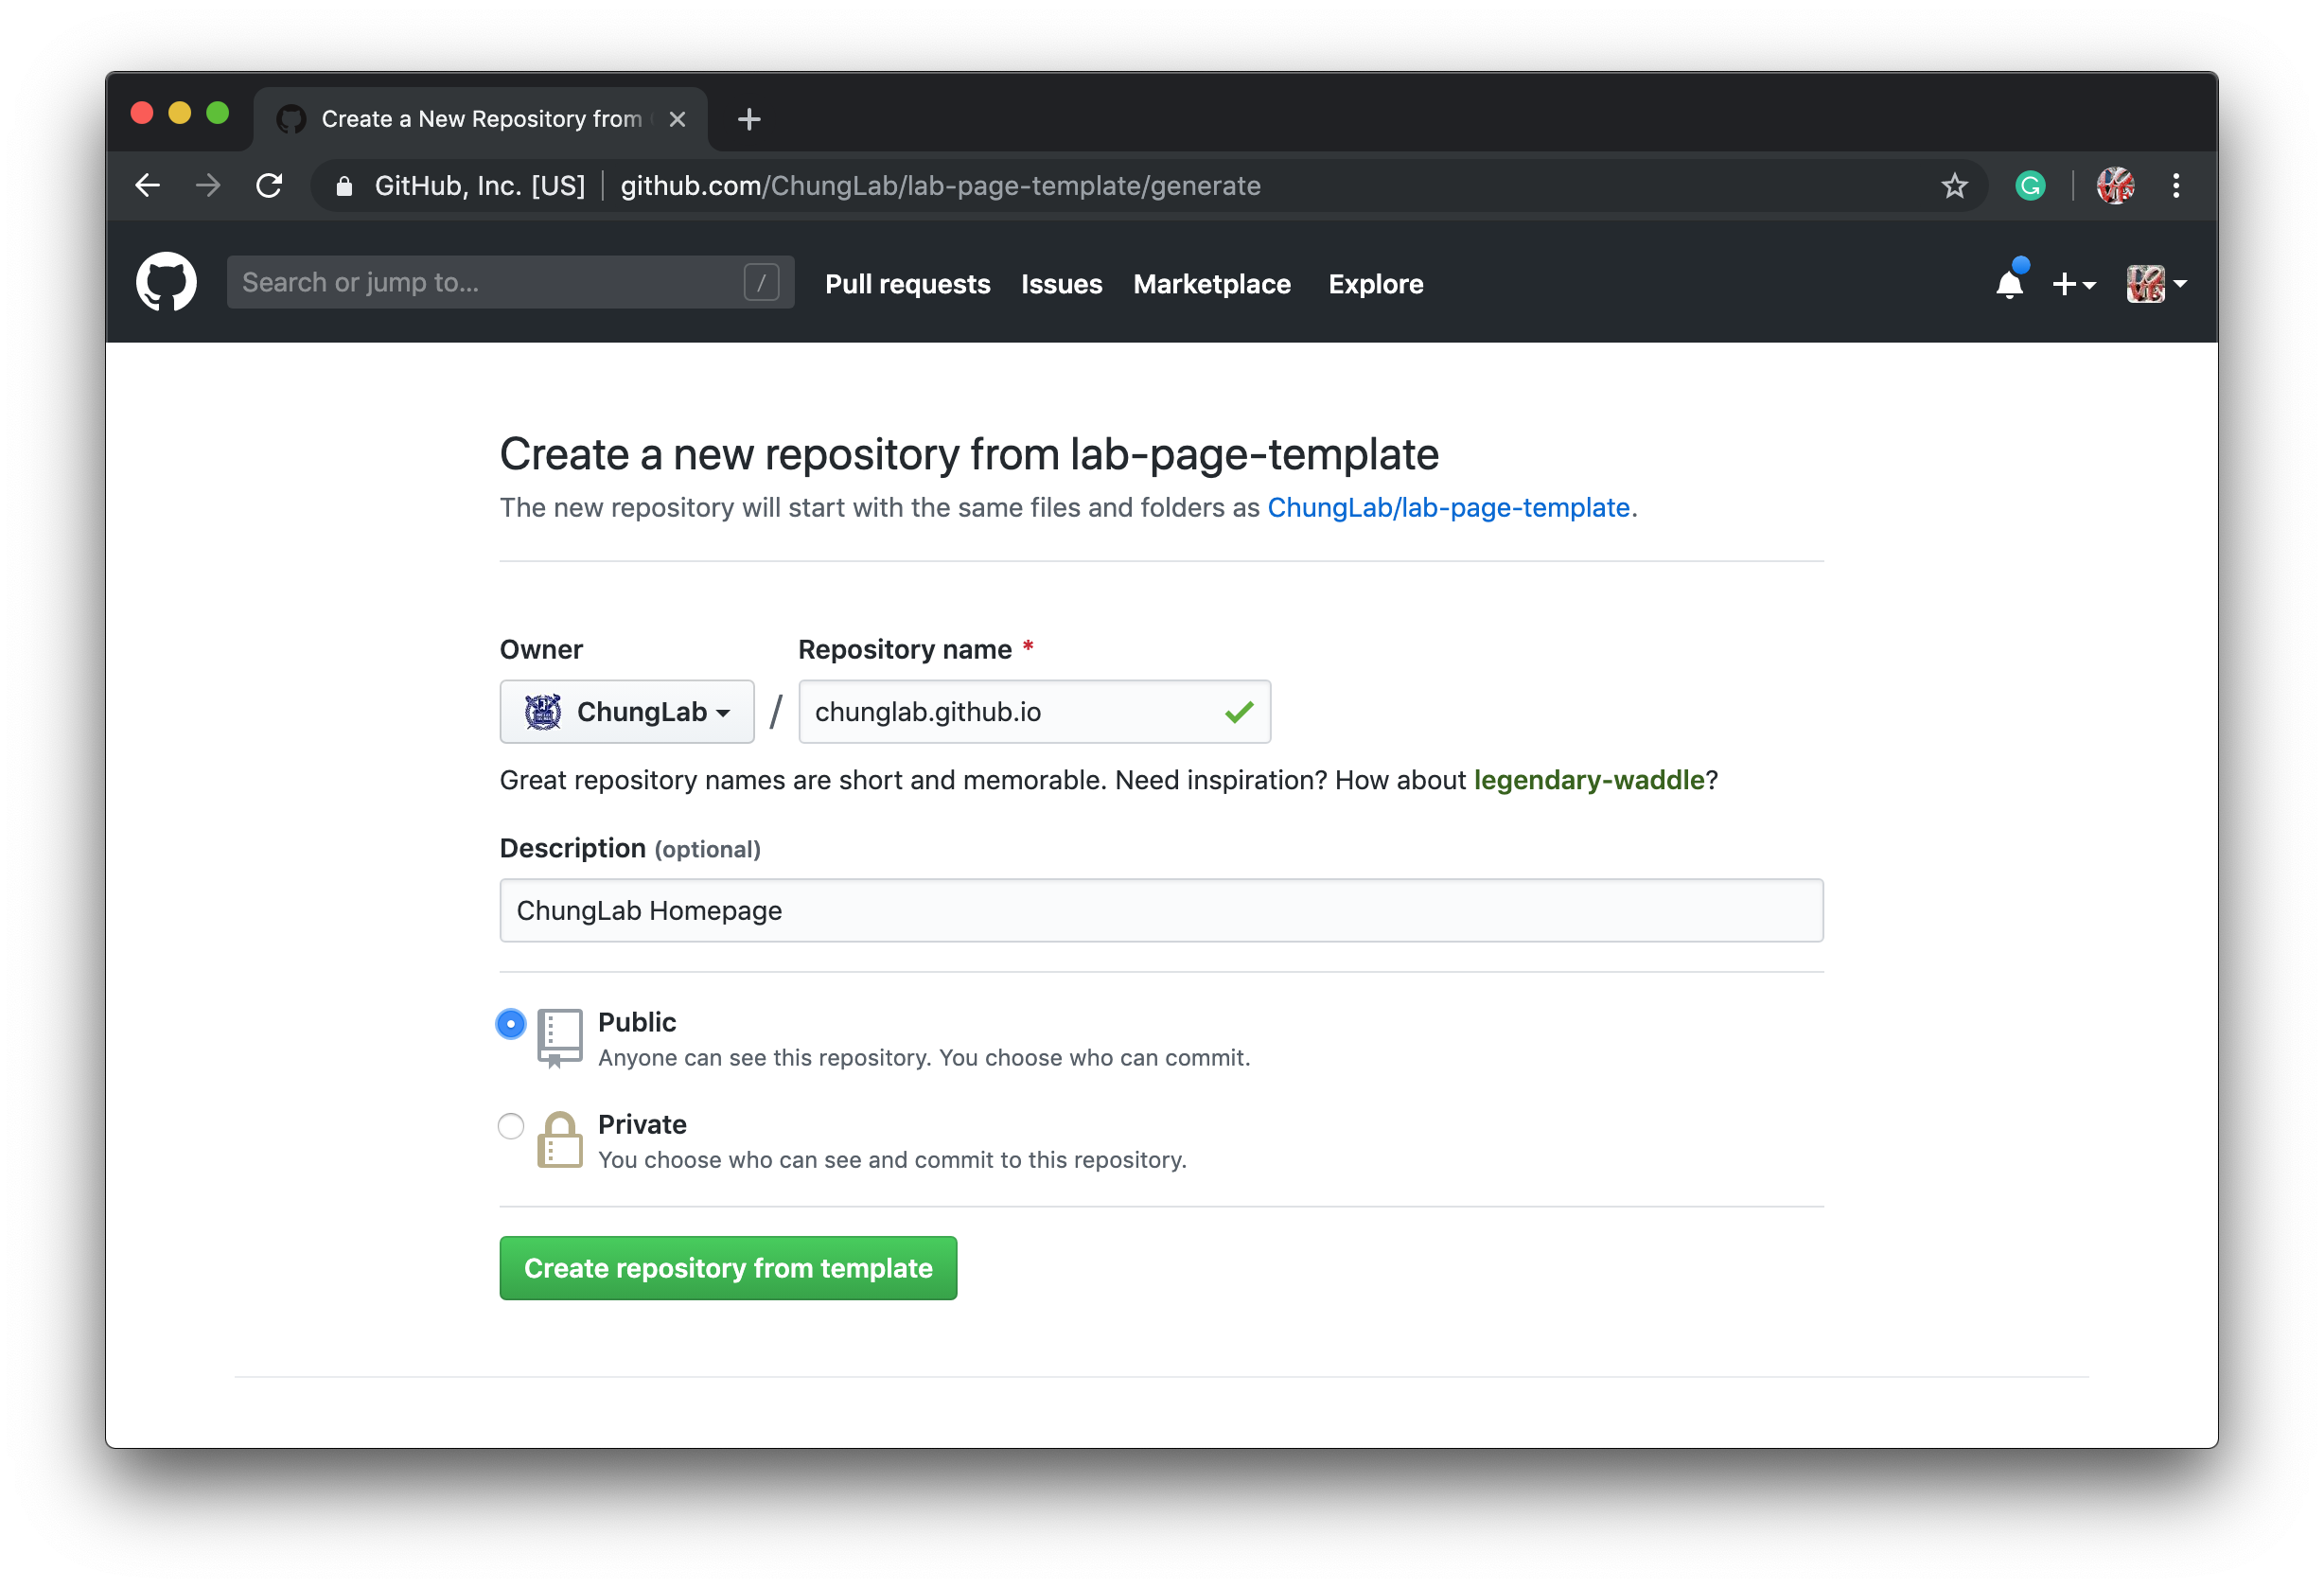 Create a New Repository from
GitHub, Inc. [US] github.com/ChungLab/lab-page-template/generate
Search or jump to... /
Pull requests Issues Marketplace Explore
Create a new repository from lab-page-template
The new repository will start with the same files and folders as ChungLab/lab-page-template.
Owner Repository name *
ChungLab / chunglab.github.io
Great repository names are short and memorable. Need inspiration? How about legendary-waddle?
Description (optional)
ChungLab Homepage
Public
Anyone can see this repository. You choose who can commit.
Private
You choose who can see and commit to this repository.
Create repository from template